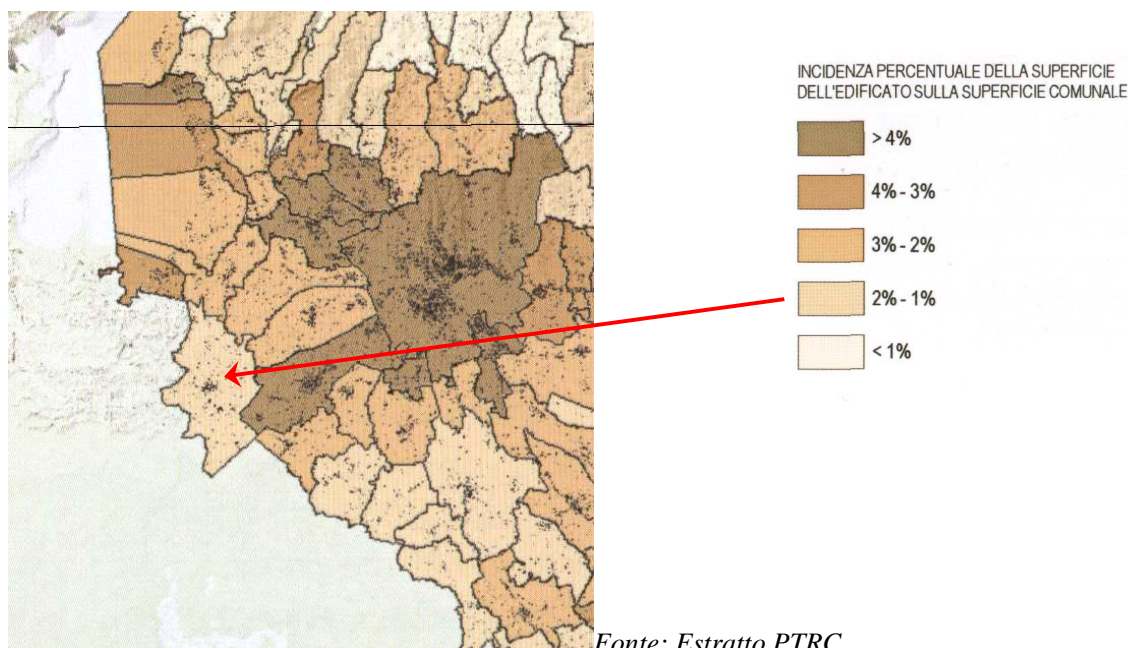 INCIDENZA PERCENTUALE DELLA SUPERFICIE
DELL'EDIFICATO SULLA SUPERFICIE COMUNALE
> 4%
4% - 3%
3% - 2%
2% - 1%
< 1%
Fonte: Estratto PTRC